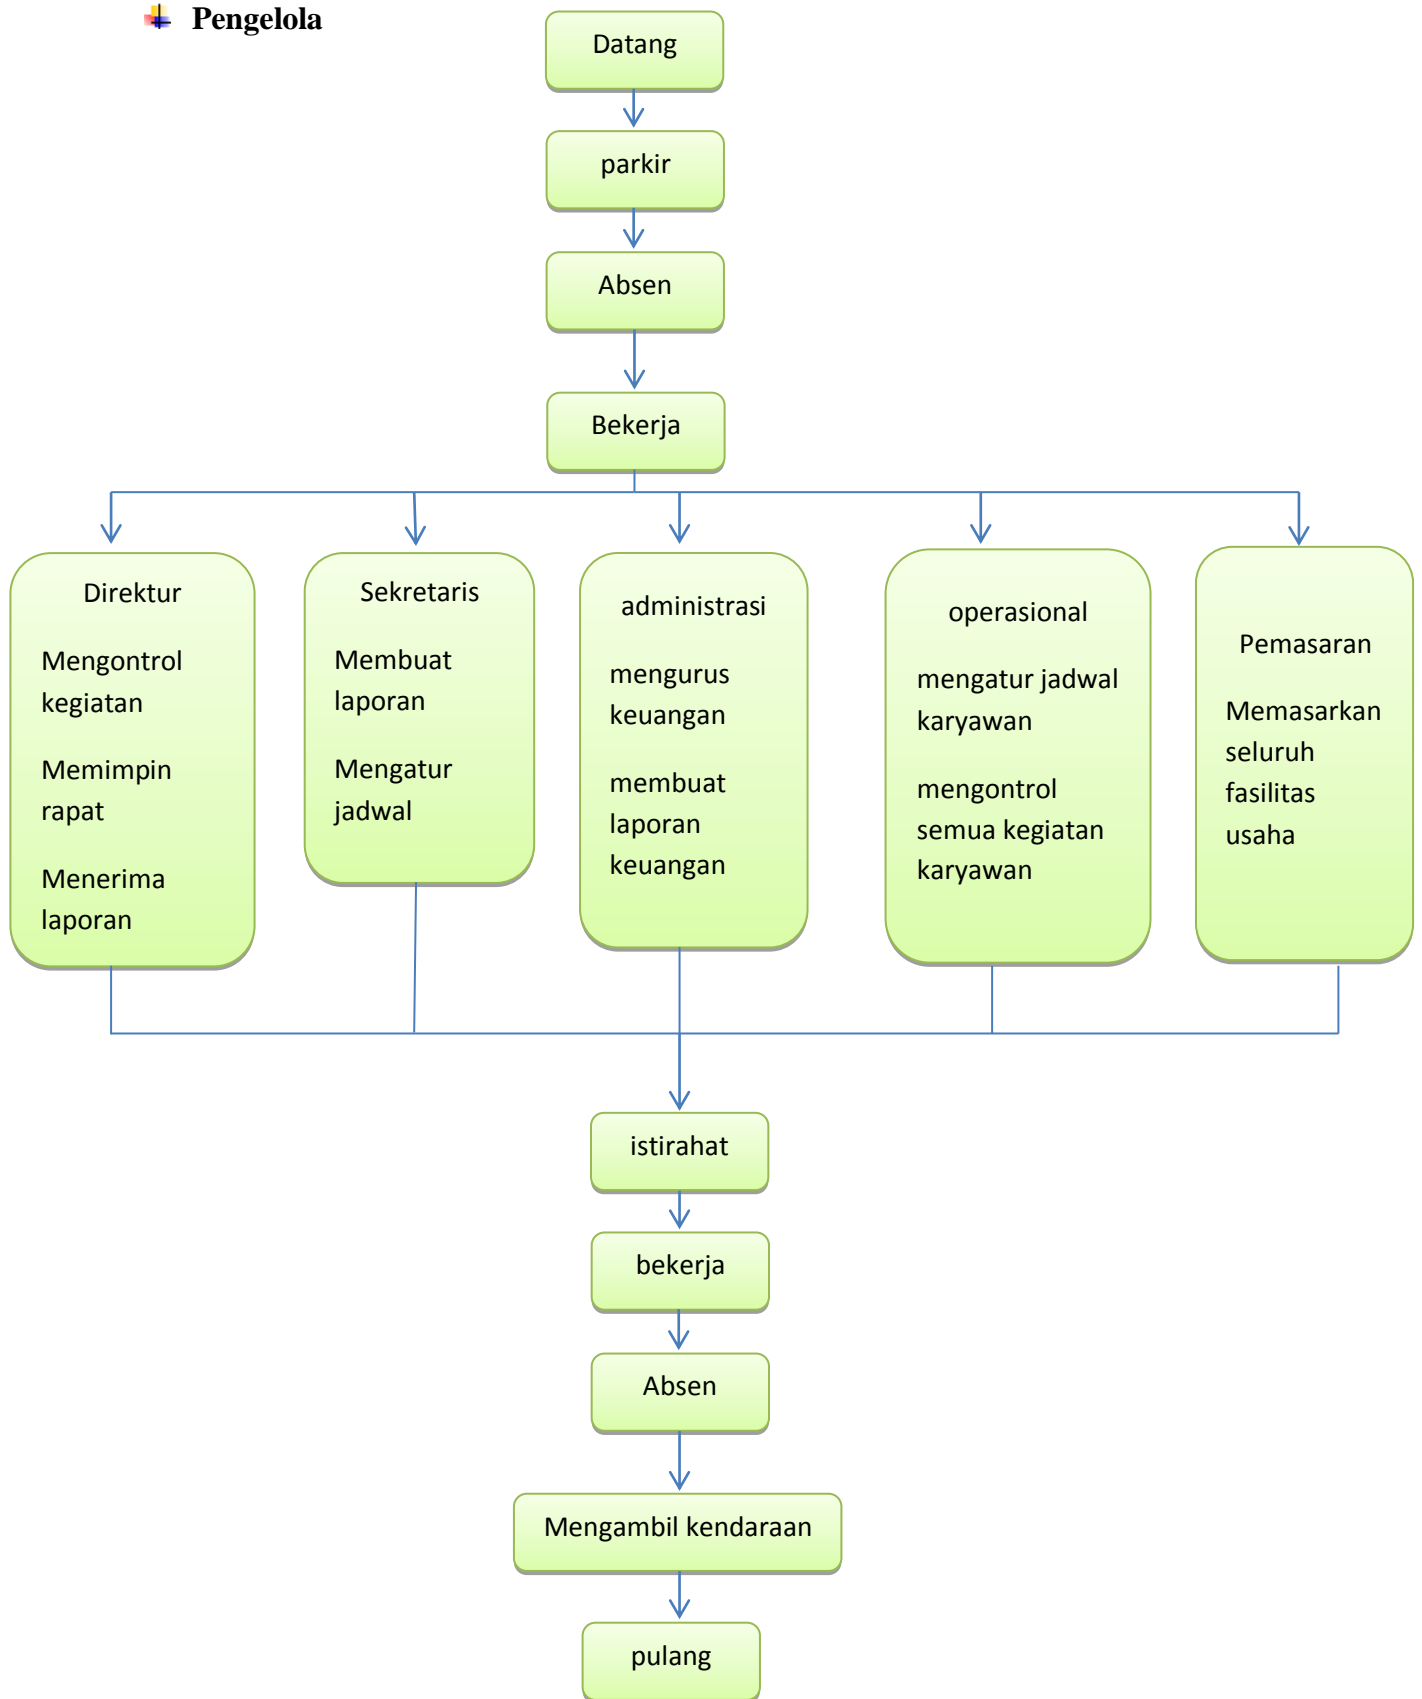 Pengelola
Datang
parkir
Absen
Bekerja
Direktur
Mengontrol
kegiatan
Memimpin
rapat
Menerima
laporan
Sekretaris
Membuat
laporan
Mengatur
jadwal
administrasi
mengurus
keuangan
membuat
laporan
keuangan
operasional
mengatur jadwal
karyawan
mengontrol
semua kegiatan
karyawan
Pemasaran
Memasarkan
seluruh
fasilitas
usaha
istirahat
bekerja
Absen
Mengambil kendaraan
pulang